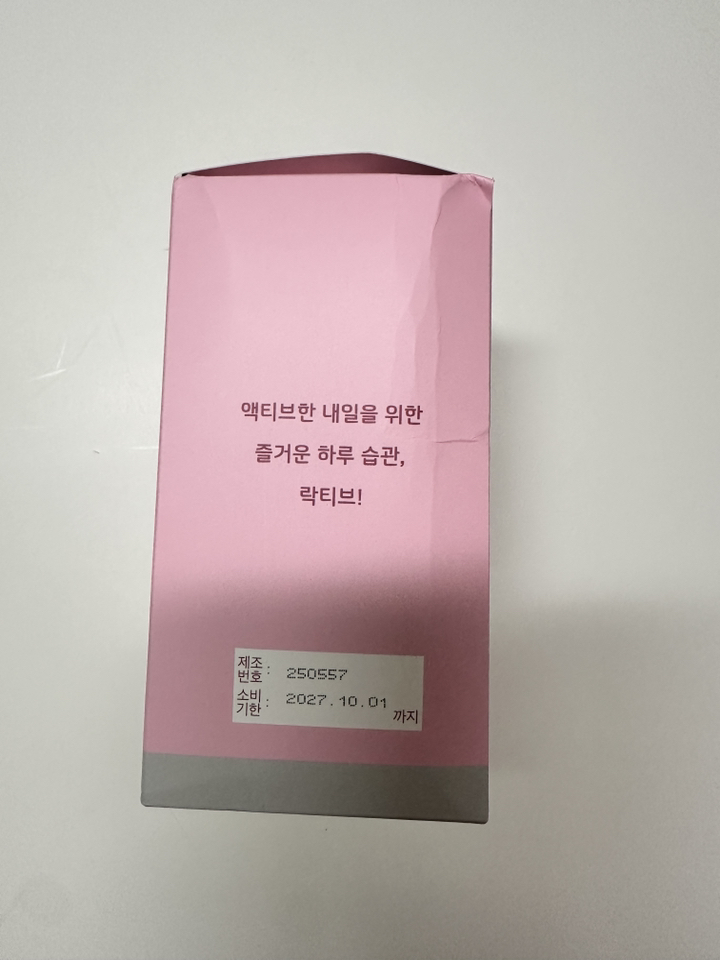 액티브한 내일을 위한
즐거운 하루 습관,
락티브!
제조
번호 : 250557
소비
기한 : 2027.10.01 까지